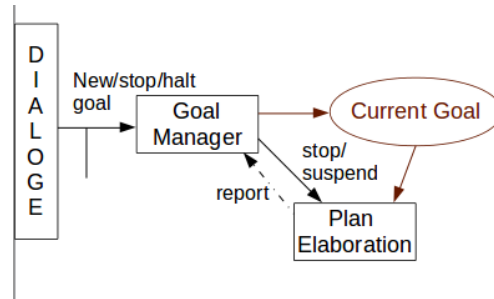 D
I
A
L
O
G
E
New/stop/halt
goal
Goal
Manager
Current Goal
stop/
suspend
report
Plan
Elaboration